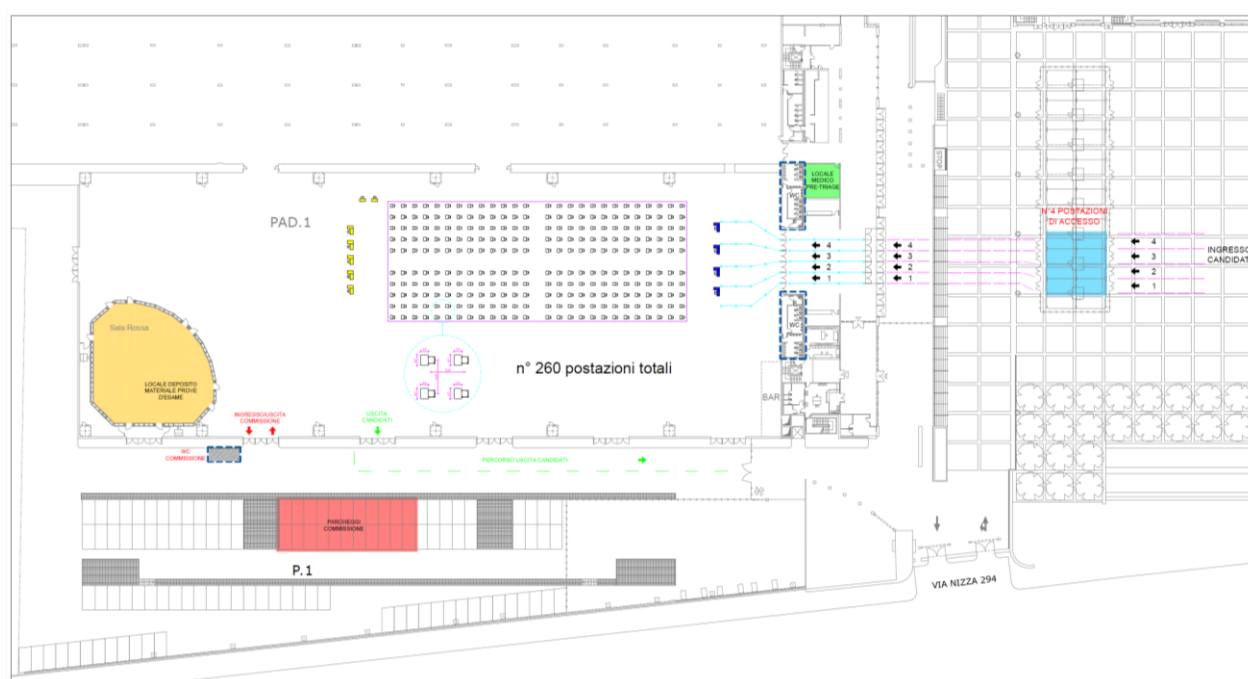 PAD.1
LOCALE
MEDICO
PRE-TRIAGE
WC
STOP
N°4 POSTAZIONI
DI ACCESSO
4
3
2
1
4
3
2
1
4
3
2
1
INGRESSO
CANDIDATI
Sala Rossa
LOCALE DEPOSITO
MATERIALE PROVE
D'ESAME
n° 260 postazioni totali
WC
BAR
INGRESSO/USCITA
COMMISSIONE
USCITA
CANDIDATI
WC
COMMISSIONE
PERCORSO USCITA CANDIDATI
PARCHEGGI
COMMISSIONE
P.1
VIA NIZZA 294